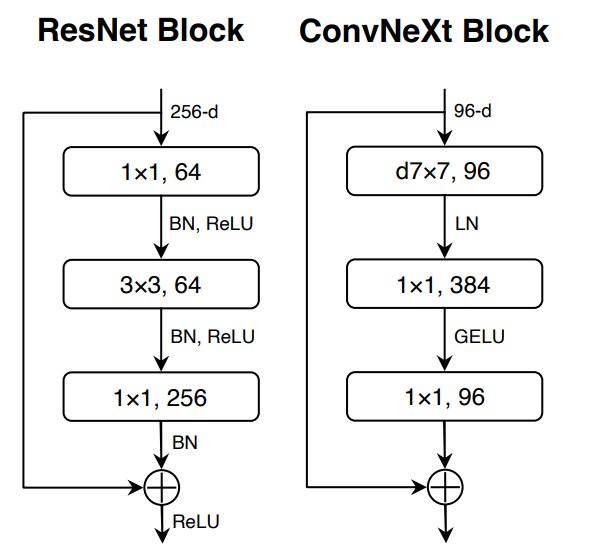 ResNet Block
256-d
1×1, 64
BN, ReLU
3×3, 64
BN, ReLU
1×1, 256
BN
ReLU
ConvNeXt Block
96-d
d7×7, 96
LN
1×1, 384
GELU
1×1, 96